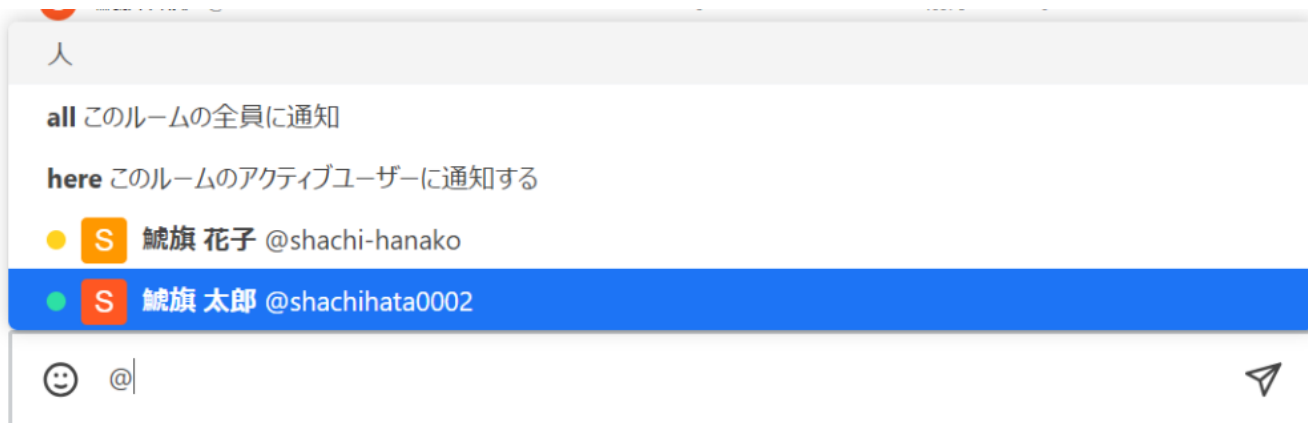 人
all このルームの全員に通知
here このルームのアクティブユーザーに通知する
S 鯱旗 花子 @shachi-hanako
S 鯱旗 太郎 @shachihata0002
@